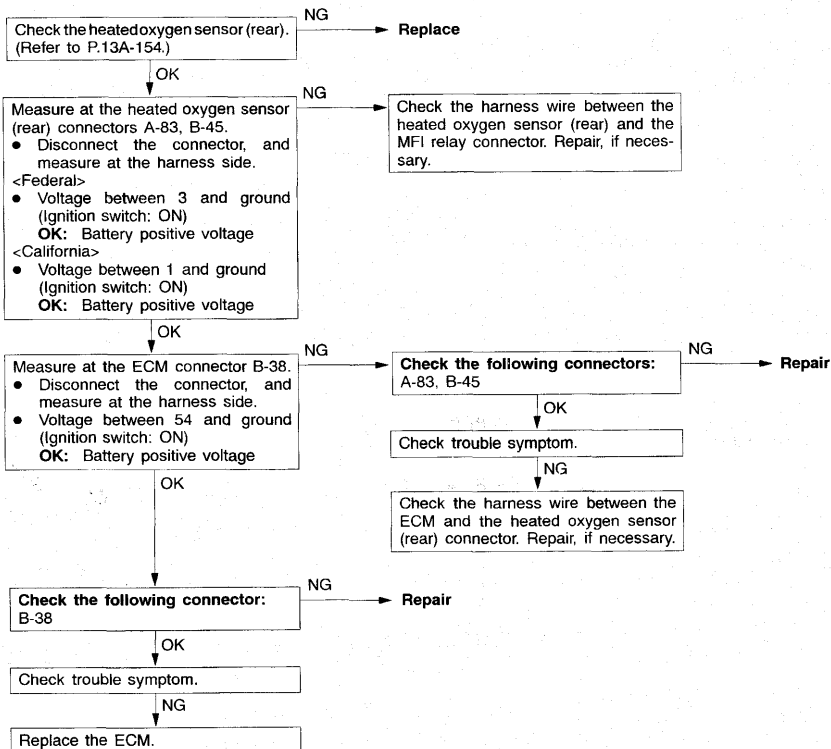 Check the heated oxygen sensor (rear).
(Refer to P.13A-154.)
NG
Replace
OK
Measure at the heated oxygen sensor
(rear) connectors A-83, B-45.
● Disconnect the connector, and
measure at the harness side.
<Federal>
● Voltage between 3 and ground
(Ignition switch: ON)
OK: Battery positive voltage
<California>
● Voltage between 1 and ground
(Ignition switch: ON)
OK: Battery positive voltage
NG
Check the harness wire between the
heated oxygen sensor (rear) and the
MFI relay connector. Repair, if neces-
sary.
OK
Measure at the ECM connector B-38.
● Disconnect the connector, and
measure at the harness side.
● Voltage between 54 and ground
(Ignition switch: ON)
OK: Battery positive voltage
NG
Check the following connectors:
A-83, B-45
NG
Repair
OK
Check trouble symptom.
NG
Check the harness wire between the
ECM and the heated oxygen sensor
(rear) connector. Repair, if necessary.
OK
Check the following connector:
B-38
NG
Repair
OK
Check trouble symptom.
NG
Replace the ECM.